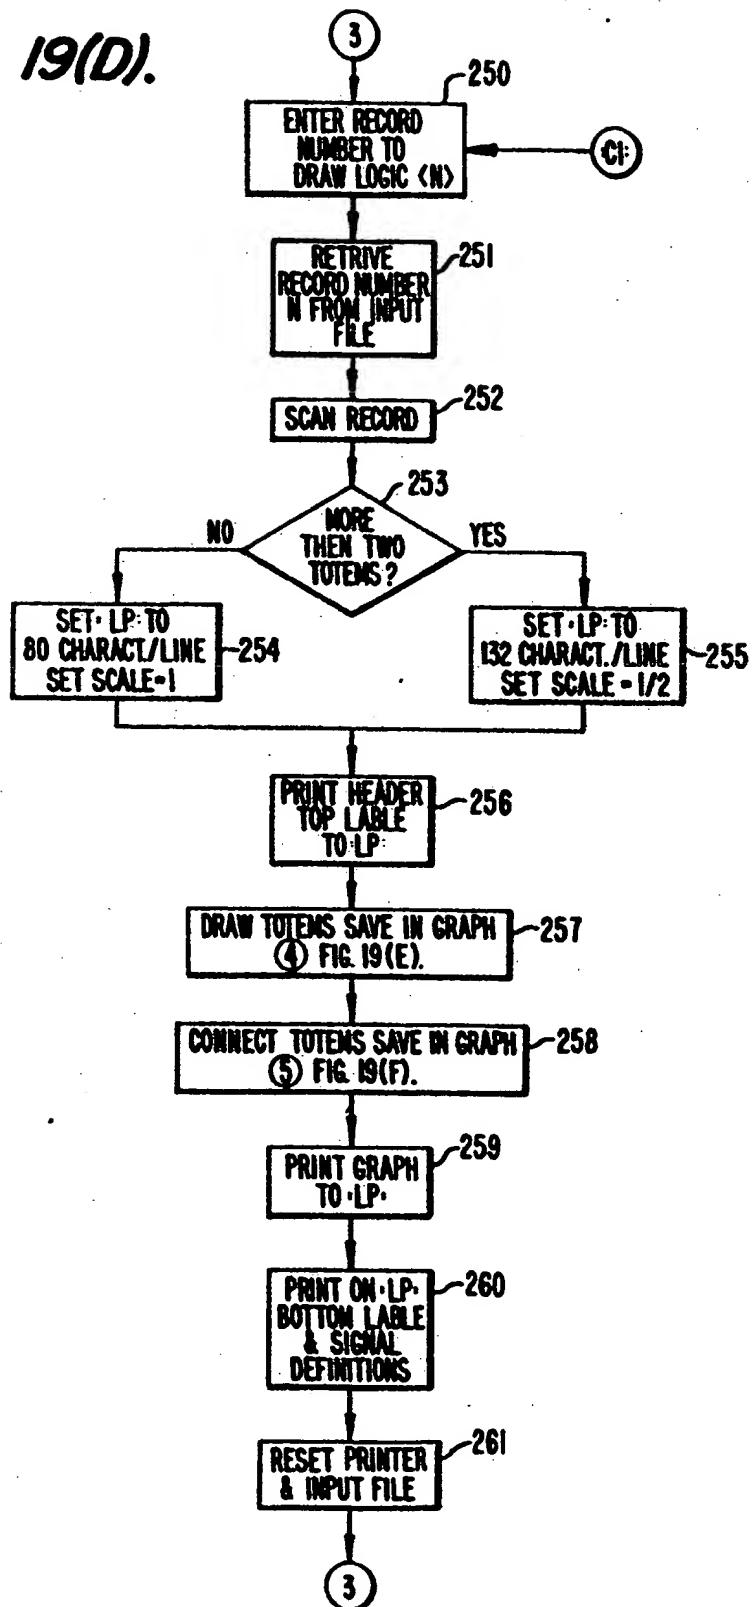 19(D).
3
250
ENTER RECORD
NUMBER TO
DRAW LOGIC <N>
:CI:
251
RETRIVE
RECORD NUMBER
N FROM INPUT
FILE
252
SCAN RECORD
253
MORE
THEN TWO
TOTEMS?
NO
YES
SET :LP: TO
80 CHARACT./LINE
SET SCALE=1
254
SET :LP: TO
132 CHARACT./LINE
SET SCALE = 1/2
255
PRINT HEADER
TOP LABLE
TO :LP:
256
DRAW TOTEMS SAVE IN GRAPH
4 FIG. 19(E).
257
CONNECT TOTEMS SAVE IN GRAPH
5 FIG. 19(F).
258
259
PRINT GRAPH
TO :LP:
260
PRINT ON :LP:
BOTTOM LABLE
& SIGNAL
DEFINITIONS
261
RESET PRINTER
& INPUT FILE
3